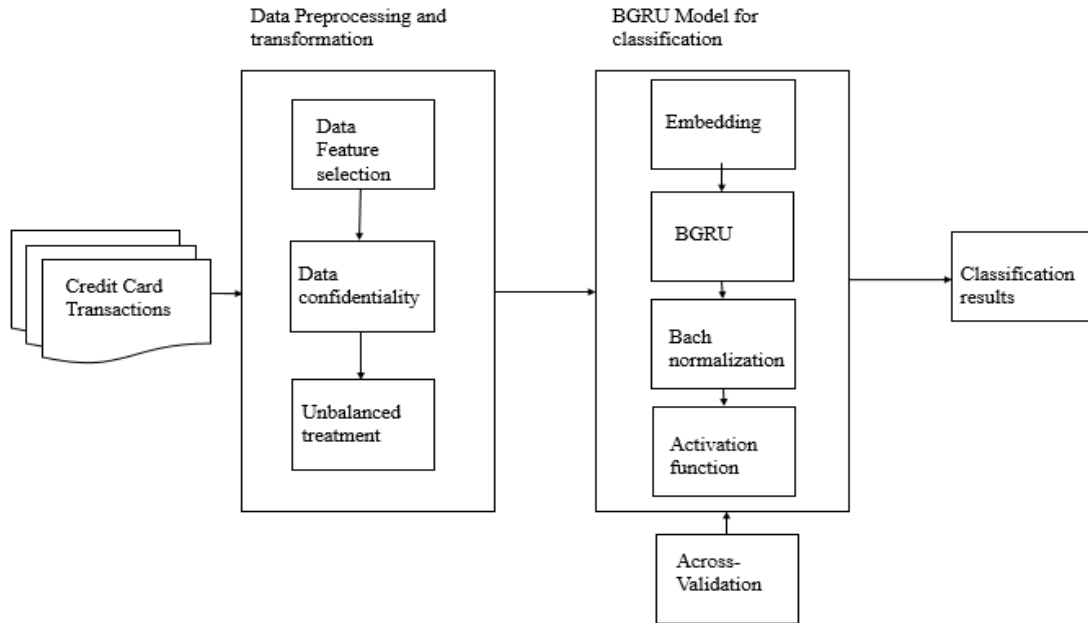 Data Preprocessing and
transformation
BGRU Model for
classification
Data
Feature
selection
Data
confidentiality
Unbalanced
treatment
Credit Card
Transactions
Embedding
BGRU
Bach
normalization
Activation
function
Across-
Validation
Classification
results